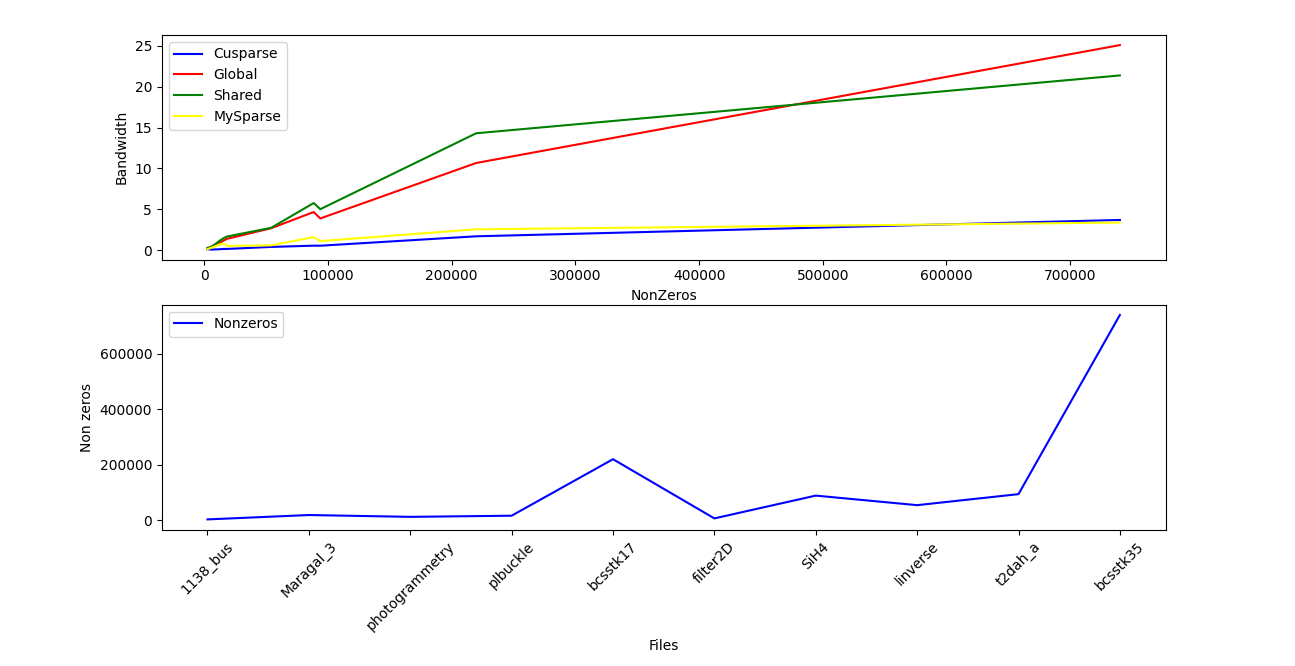 Cusparse
Global
Shared
MySparse
Bandwidth
25
20
15
10
5
0
0 100000 200000 300000 400000 500000 600000 700000
NonZeros
Nonzeros
Non zeros
600000
400000
200000
0
1138_bus Maragal_3 photogrammetry plbuckle bcsstk17 filter2D SiH4 linverse t2dah_a bcsstk35
Files